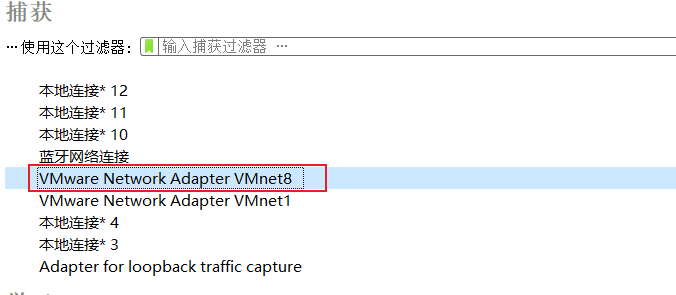 捕获
··· 使用这个过滤器： 输入捕获过滤器 ···
本地连接* 12
本地连接* 11
本地连接* 10
蓝牙网络连接
VMware Network Adapter VMnet8
VMware Network Adapter VMnet1
本地连接* 4
本地连接* 3
Adapter for loopback traffic capture